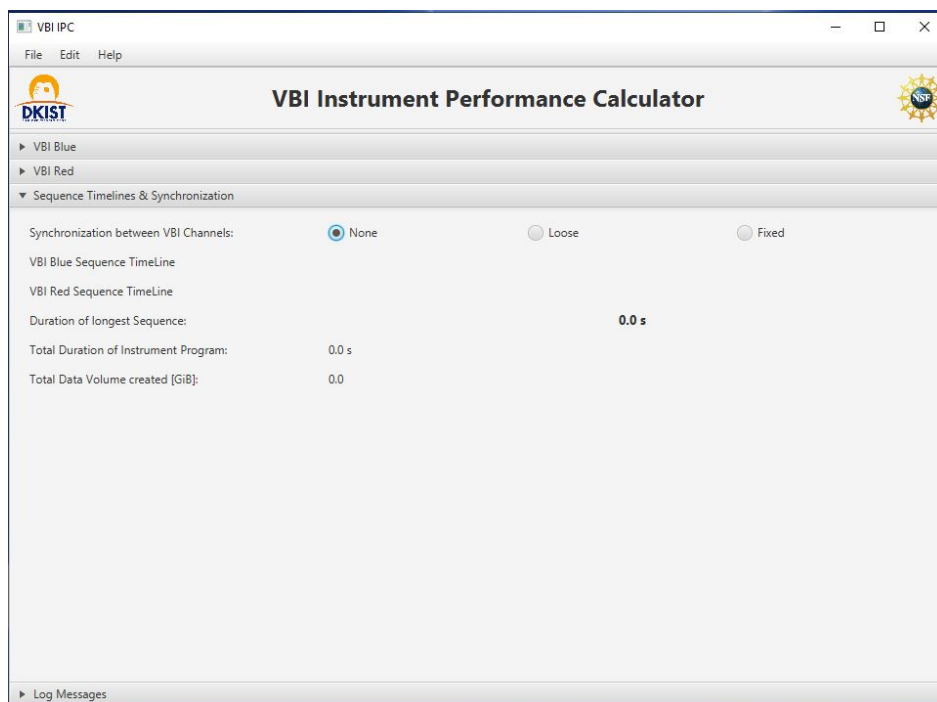 VBI IPC
File Edit Help
DKIST
VBI Instrument Performance Calculator
NSF
VBI Blue
VBI Red
Sequence Timelines & Synchronization
Synchronization between VBI Channels: None Loose Fixed
VBI Blue Sequence TimeLine
VBI Red Sequence TimeLine
Duration of longest Sequence: 0.0 s
Total Duration of Instrument Program: 0.0 s
Total Data Volume created [GiB]: 0.0
Log Messages